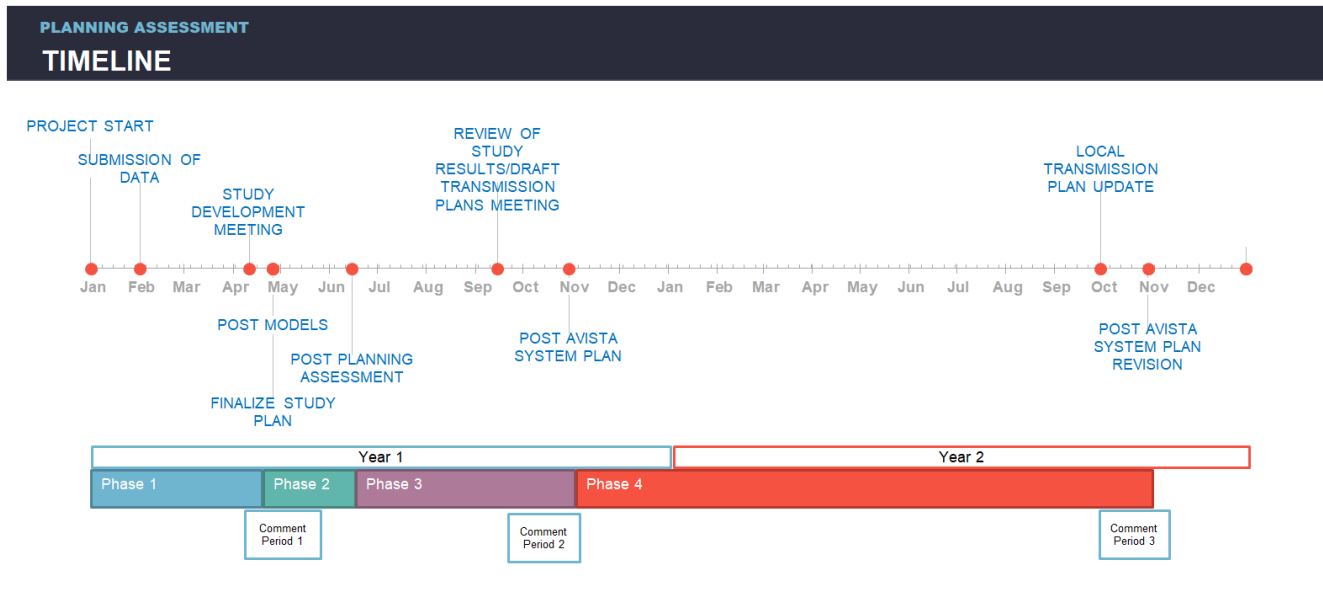 PLANNING ASSESSMENT
TIMELINE
PROJECT START
SUBMISSION OF
DATA
STUDY
DEVELOPMENT
MEETING
REVIEW OF
STUDY
RESULTS/DRAFT
TRANSMISSION
PLANS MEETING
LOCAL
TRANSMISSION
PLAN UPDATE
Jan Feb Mar Apr May Jun Jul Aug Sep Oct Nov Dec Jan Feb Mar Apr May Jun Jul Aug Sep Oct Nov Dec
POST MODELS
POST PLANNING
ASSESSMENT
FINALIZE STUDY
PLAN
POST AVISTA
SYSTEM PLAN
POST AVISTA
SYSTEM PLAN
REVISION
Year 1 Year 2
Phase 1 Phase 2 Phase 3 Phase 4
Comment
Period 1
Comment
Period 2
Comment
Period 3